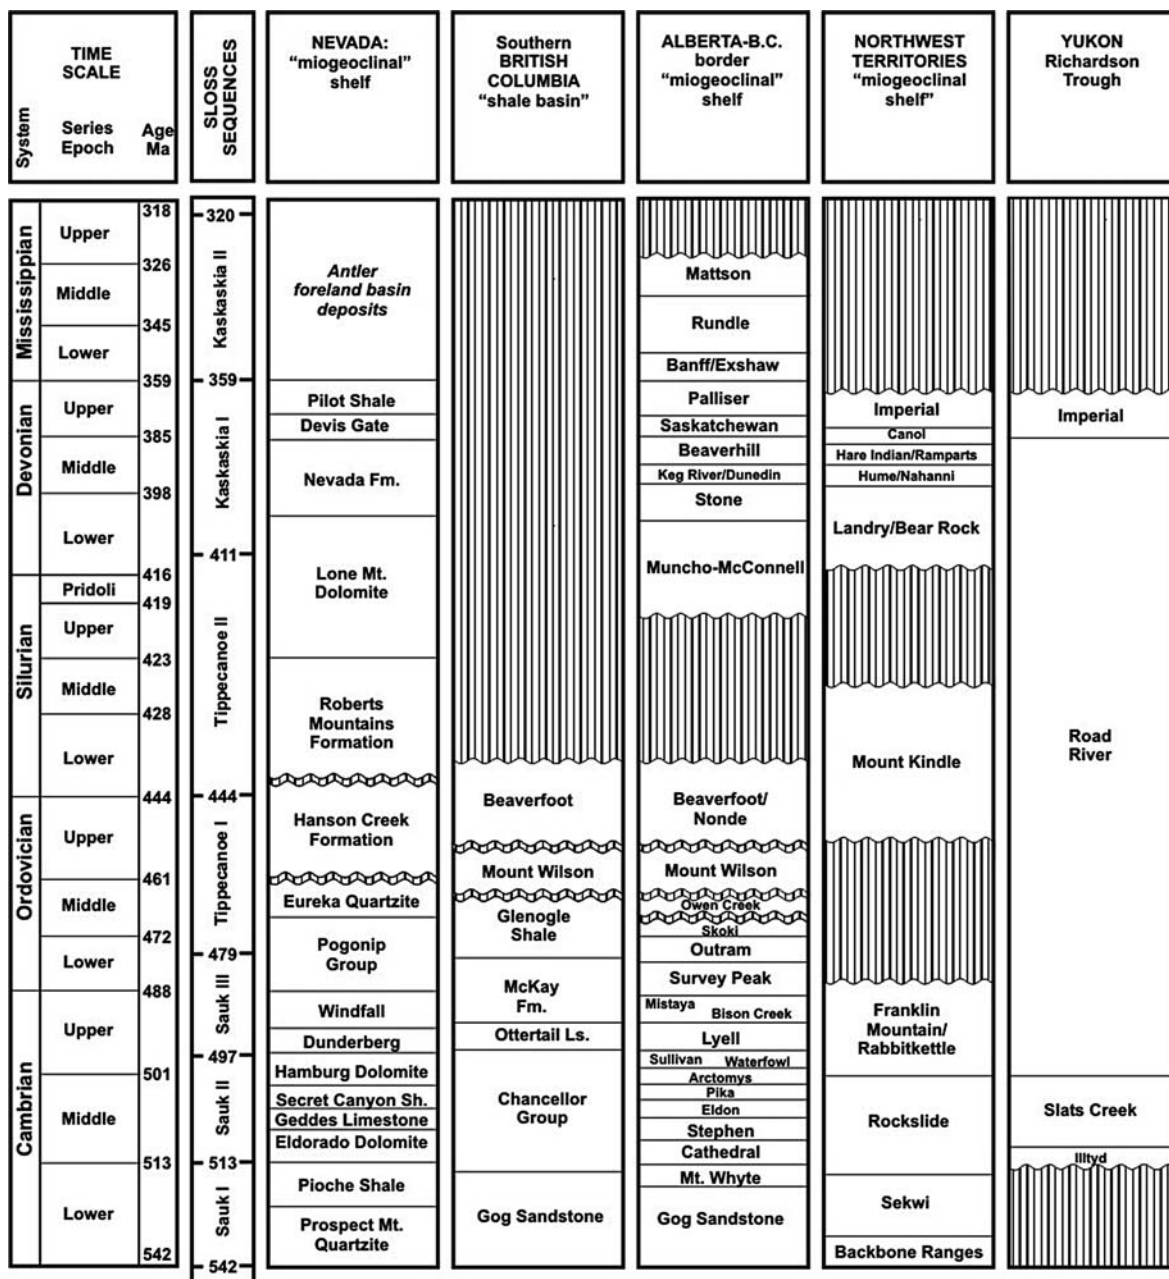 TIME
SCALE
System
Series
Epoch
Age
Ma
SLOSS
SEQUENCES
NEVADA:
“miogeoclinal”
shelf
Southern
BRITISH
COLUMBIA
“shale basin”
ALBERTA-B.C.
border
“miogeoclinal”
shelf
NORTHWEST
TERRITORIES
“miogeoclinal
shelf”
YUKON
Richardson
Trough
Mississippian
Devonian
Silurian
Ordovician
Cambrian
Upper
Middle
Lower
Upper
Middle
Lower
Pridoli
Upper
Middle
Lower
Upper
Middle
Lower
Upper
Middle
Lower
318
326
345
359
385
398
416
419
423
428
444
461
472
488
501
513
542
320
Kaskaskia II
359
Kaskaskia I
411
Tippecanoe II
444
Tippecanoe I
479
Sauk III
497
Sauk II
513
Sauk I
542
Antler
foreland basin
deposits
Pilot Shale
Devis Gate
Nevada Fm.
Lone Mt.
Dolomite
Roberts
Mountains
Formation
Hanson Creek
Formation
Eureka Quartzite
Pogonip
Group
Windfall
Dunderberg
Hamburg Dolomite
Secret Canyon Sh.
Geddes Limestone
Eldorado Dolomite
Pioche Shale
Prospect Mt.
Quartzite
Beaverfoot
Mount Wilson
Glenogle
Shale
McKay
Fm.
Ottertail Ls.
Chancellor
Group
Gog Sandstone
Mattson
Rundle
Banff/Exshaw
Palliser
Saskatchewan
Beaverhill
Keg River/Dunedin
Stone
Muncho-McConnell
Beaverfoot/
Nonde
Mount Wilson
Owen Creek
Skoki
Outram
Survey Peak
Mistaya
Bison Creek
Lyell
Sullivan Waterfowl
Arctomys
Pika
Eldon
Stephen
Cathedral
Mt. Whyte
Gog Sandstone
Imperial
Canol
Hare Indian/Ramparts
Hume/Nahanni
Landry/Bear Rock
Mount Kindle
Franklin
Mountain/
Rabbitkettle
Rockslide
Sekwi
Backbone Ranges
Imperial
Road
River
Slats Creek
Illtyd